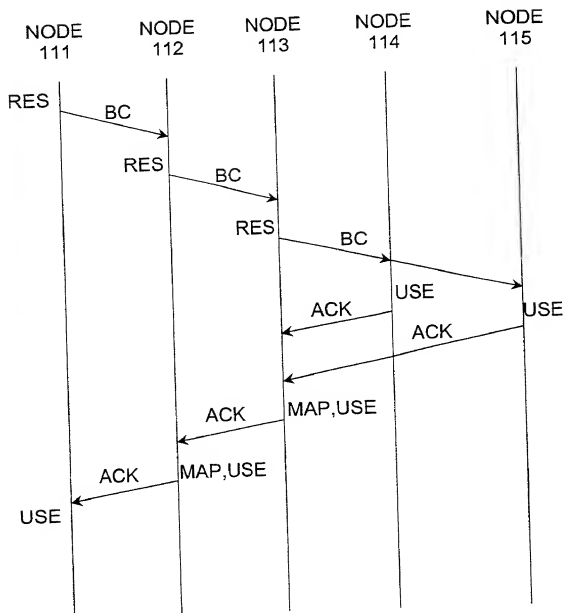 NODE
111
NODE
112
NODE
113
NODE
114
NODE
115
RES
BC
RES
BC
RES
BC
USE
ACK
USE
ACK
MAP,USE
ACK
MAP,USE
ACK
USE